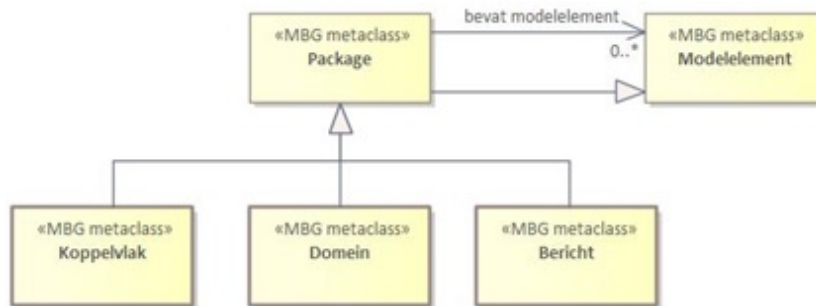 «MBG metaclass»
Package
bevat modelelement
0..*
«MBG metaclass»
Modelelement
«MBG metaclass»
Koppelvlak
«MBG metaclass»
Domein
«MBG metaclass»
Bericht